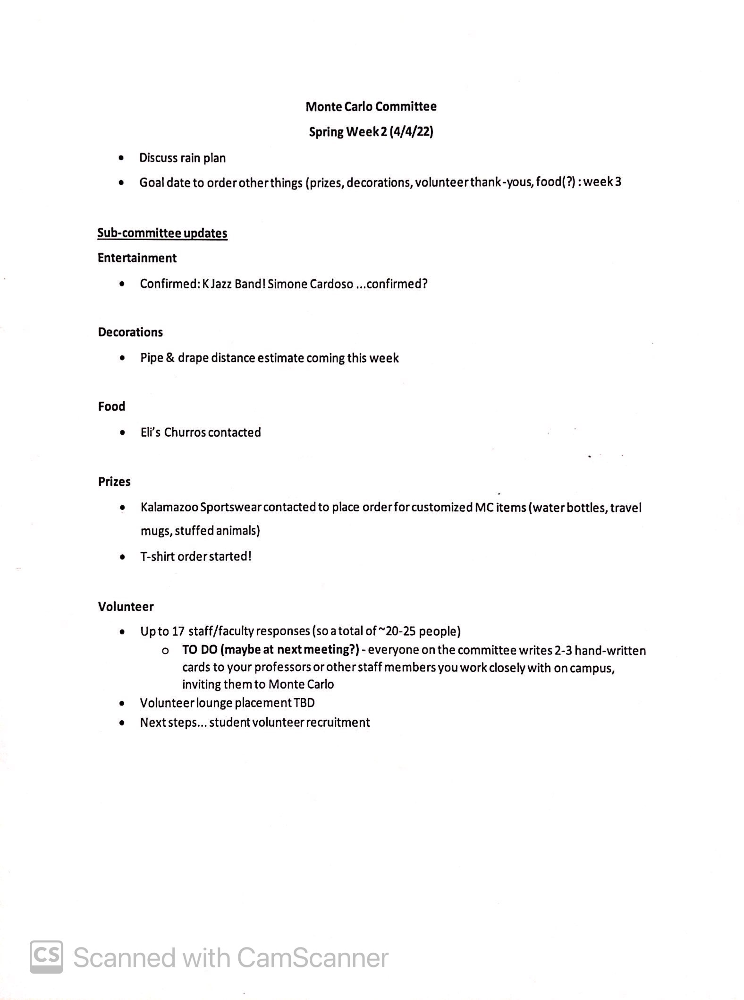 Monte Carlo Committee
Spring Week 2 (4/4/22)
• Discuss rain plan
• Goal date to order other things (prizes, decorations, volunteer thank-yous, food(?) : week 3
Sub-committee updates
Entertainment
• Confirmed: K Jazz Band! Simone Cardoso ...confirmed?
Decorations
• Pipe & drape distance estimate coming this week
Food
• Eli's Churros contacted
Prizes
• Kalamazoo Sportswear contacted to place order for customized MC items (water bottles, travel
mugs, stuffed animals)
• T-shirt order started!
Volunteer
• Up to 17 staff/faculty responses (so a total of ~20-25 people)
o TO DO (maybe at next meeting?) - everyone on the committee writes 2-3 hand-written
cards to your professors or other staff members you work closely with on campus,
inviting them to Monte Carlo
• Volunteer lounge placement TBD
• Next steps... student volunteer recruitment
CS Scanned with CamScanner